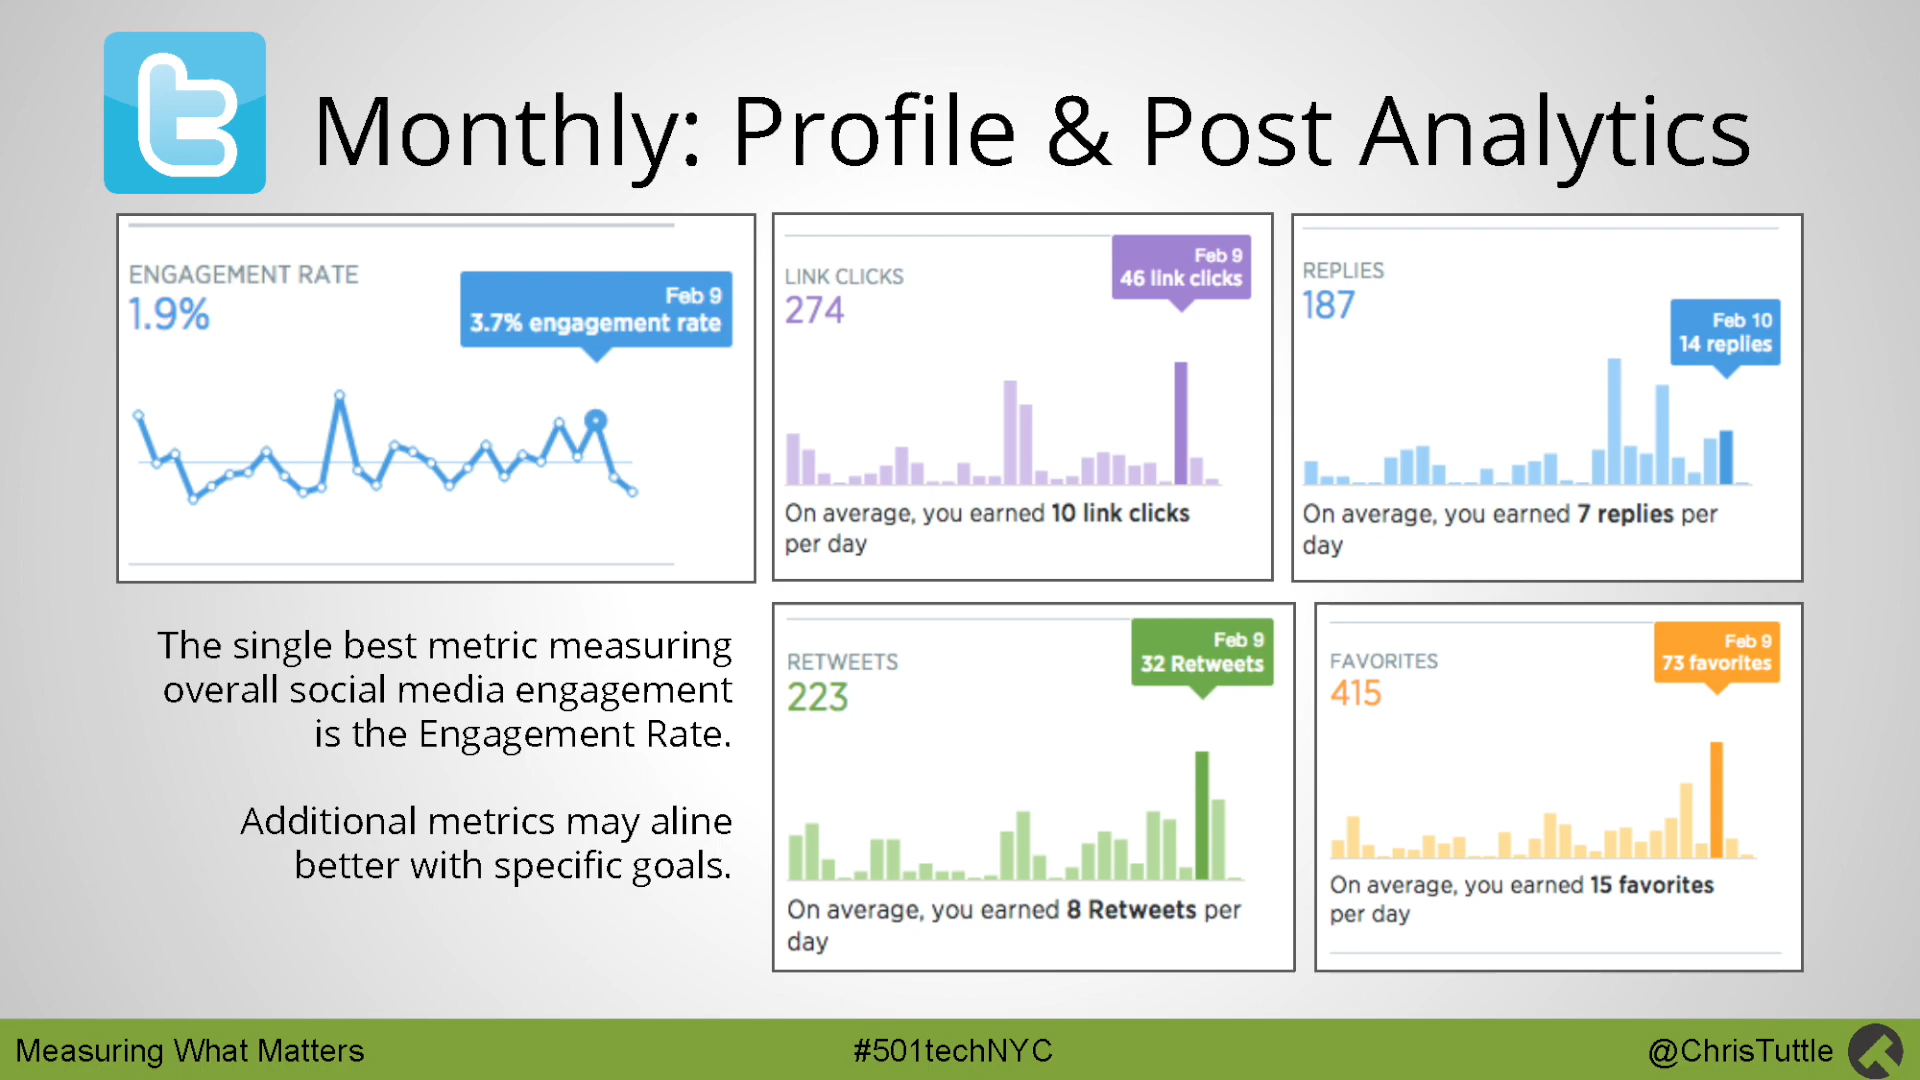 Monthly: Profile & Post Analytics
ENGAGEMENT RATE
1.9%
Feb 9
3.7% engagement rate
LINK CLICKS
274
Feb 9
46 link clicks
On average, you earned 10 link clicks
per day
REPLIES
187
Feb 10
14 replies
On average, you earned 7 replies per
day
The single best metric measuring
overall social media engagement
is the Engagement Rate.
Additional metrics may aline
better with specific goals.
RETWEETS
223
Feb 9
32 Retweets
On average, you earned 8 Retweets per
day
FAVORITES
415
Feb 9
73 favorites
On average, you earned 15 favorites
per day
Measuring What Matters
#501techNYC
@ChrisTuttle